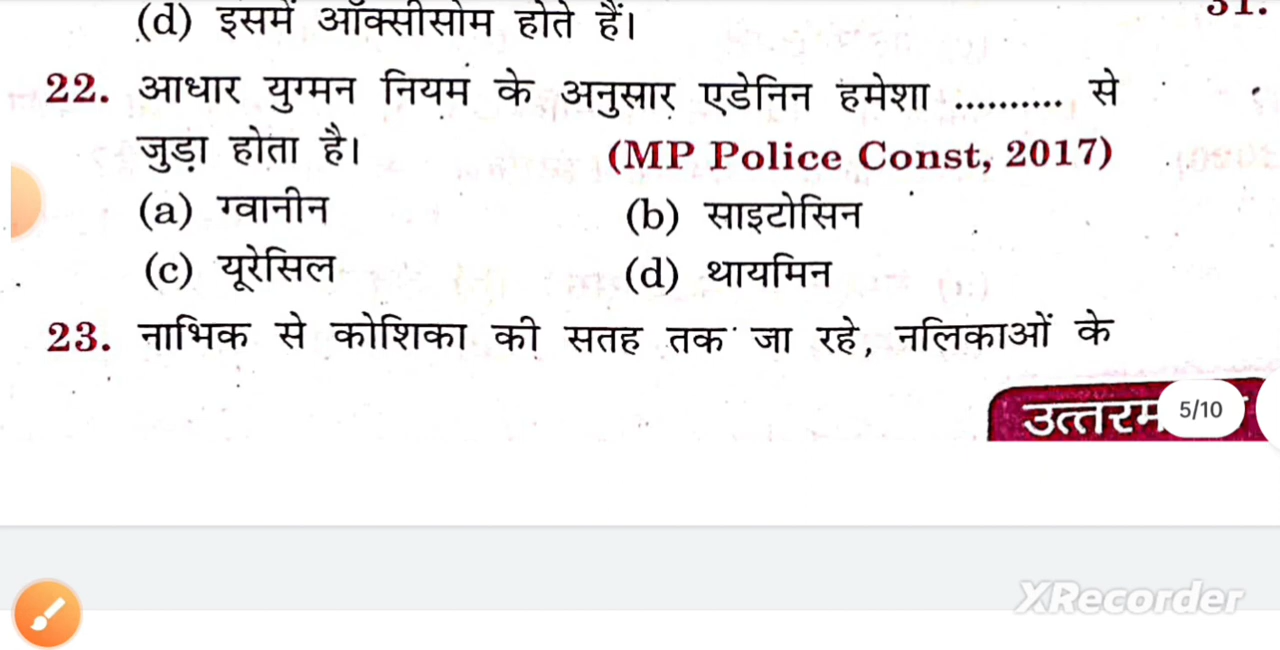 (d) इसमें ऑक्सीसोम होते हैं।
31.
22. आधार युग्मन नियम के अनुसार एडेनिन हमेशा .......... से
जुड़ा होता है। (MP Police Const, 2017)
(a) ग्वानीन (b) साइटोसिन
(c) यूरेसिल (d) थायमिन
23. नाभिक से कोशिका की सतह तक जा रहे, नलिकाओं के
उत्तरम
5/10
XRecorder